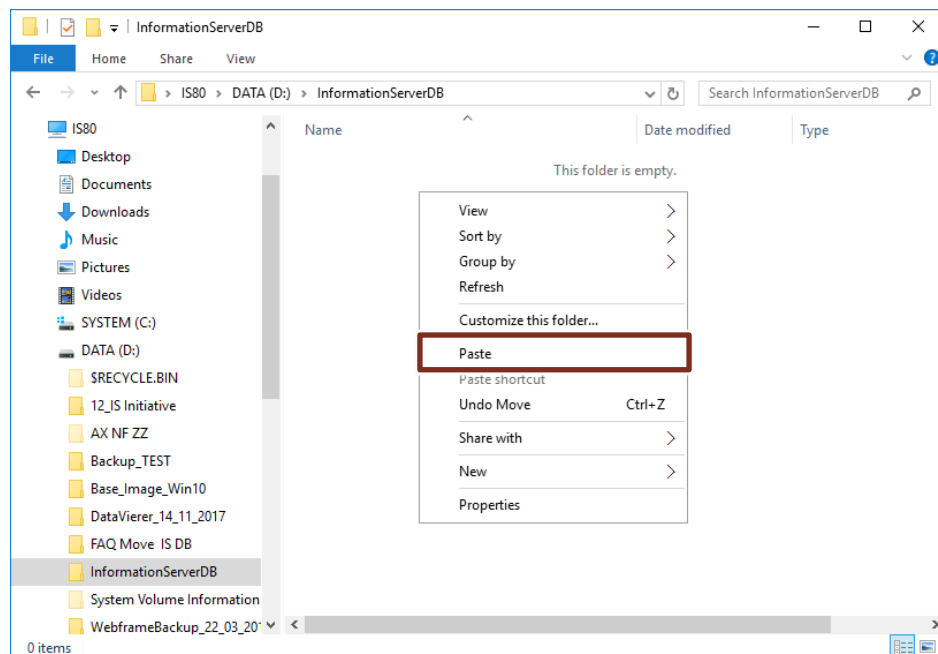 InformationServerDB
File Home Share View
IS80 > DATA (D:) > InformationServerDB
Search InformationServerDB
IS80
Desktop
Documents
Downloads
Music
Pictures
Videos
SYSTEM (C:)
DATA (D:)
$RECYCLE.BIN
12_IS Initiative
AX NF ZZ
Backup_TEST
Base_Image_Win10
DataVierer_14_11_2017
FAQ Move IS DB
InformationServerDB
System Volume Information
Name Date modified Type
This folder is empty.
View
Sort by
Group by
Refresh
Customize this folder...
Paste
Paste shortcut
Undo Move Ctrl+Z
Share with
New
Properties
0 items